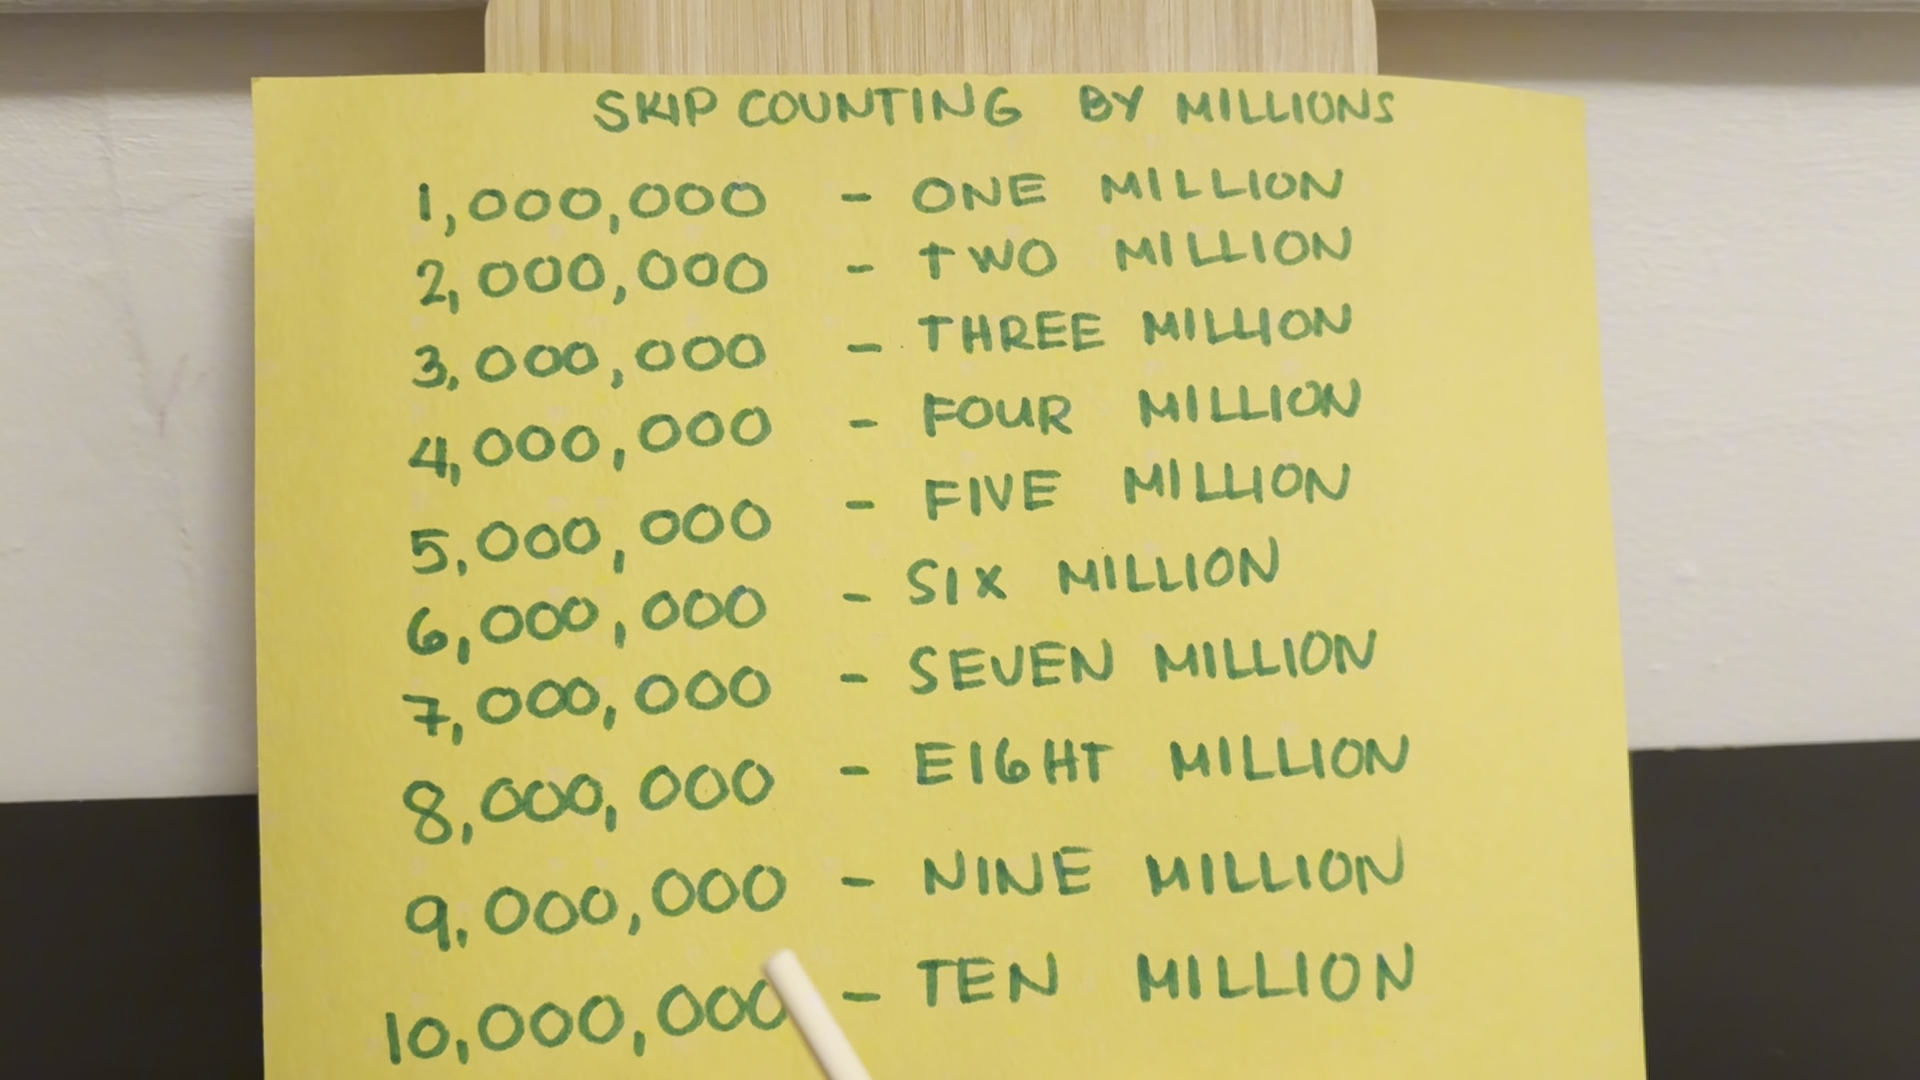 SKIP COUNTING BY MILLIONS
1,000,000 - ONE MILLION
2,000,000 - TWO MILLION
3,000,000 - THREE MILLION
4,000,000 - FOUR MILLION
5,000,000 - FIVE MILLION
6,000,000 - SIX MILLION
7,000,000 - SEVEN MILLION
8,000,000 - EIGHT MILLION
9,000,000 - NINE MILLION
10,000,000 - TEN MILLION